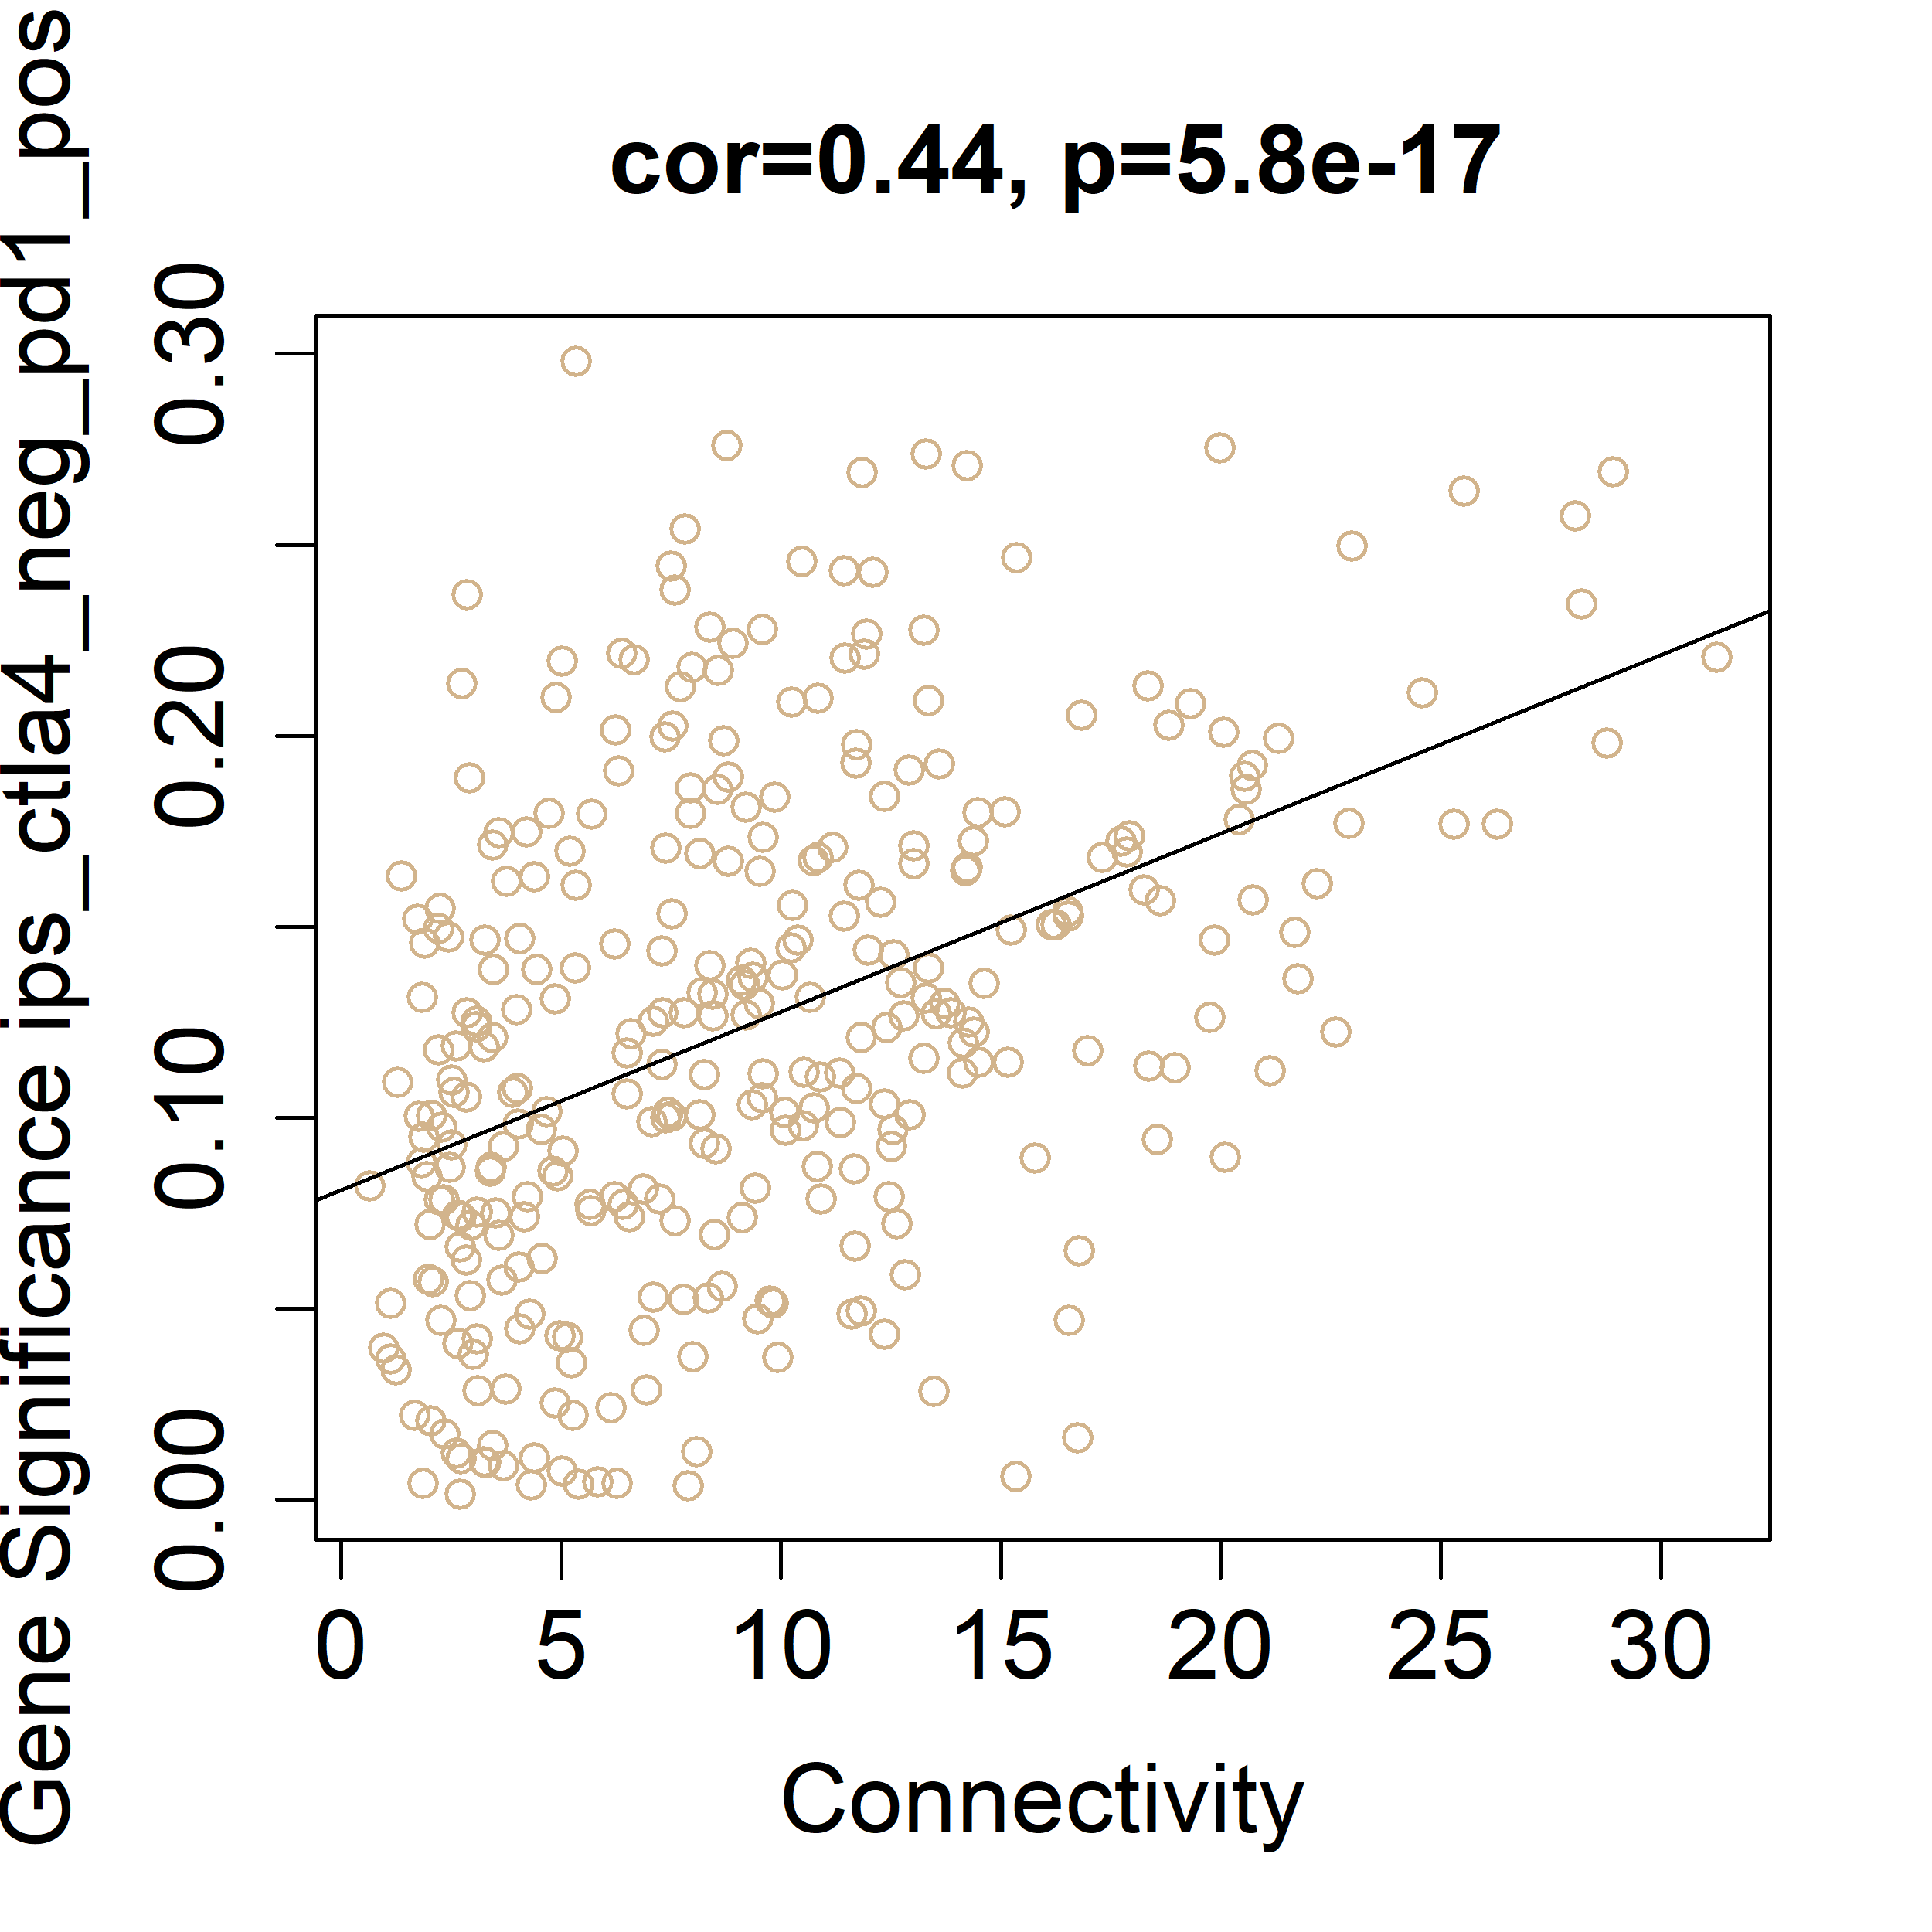 cor=0.44, p=5.8e-17
Gene Significance ips_ctla4_neg_pd1_pos
0.30
0.20
0.10
0.00
0 5 10 15 20 25 30
Connectivity